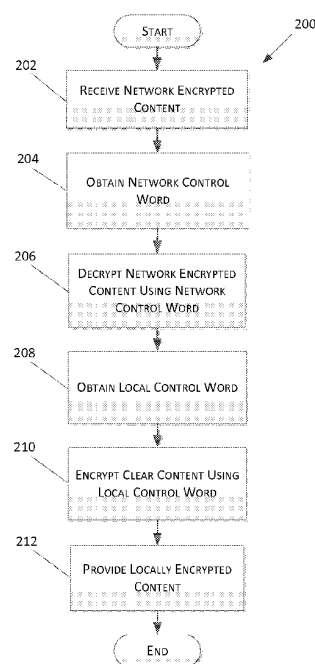 START
200
202
RECEIVE NETWORK ENCRYPTED
CONTENT
204
OBTAIN NETWORK CONTROL
WORD
206
DECRYPT NETWORK ENCRYPTED
CONTENT USING NETWORK
CONTROL WORD
208
OBTAIN LOCAL CONTROL WORD
210
ENCRYPT CLEAR CONTENT USING
LOCAL CONTROL WORD
212
PROVIDE LOCALLY ENCRYPTED
CONTENT
END